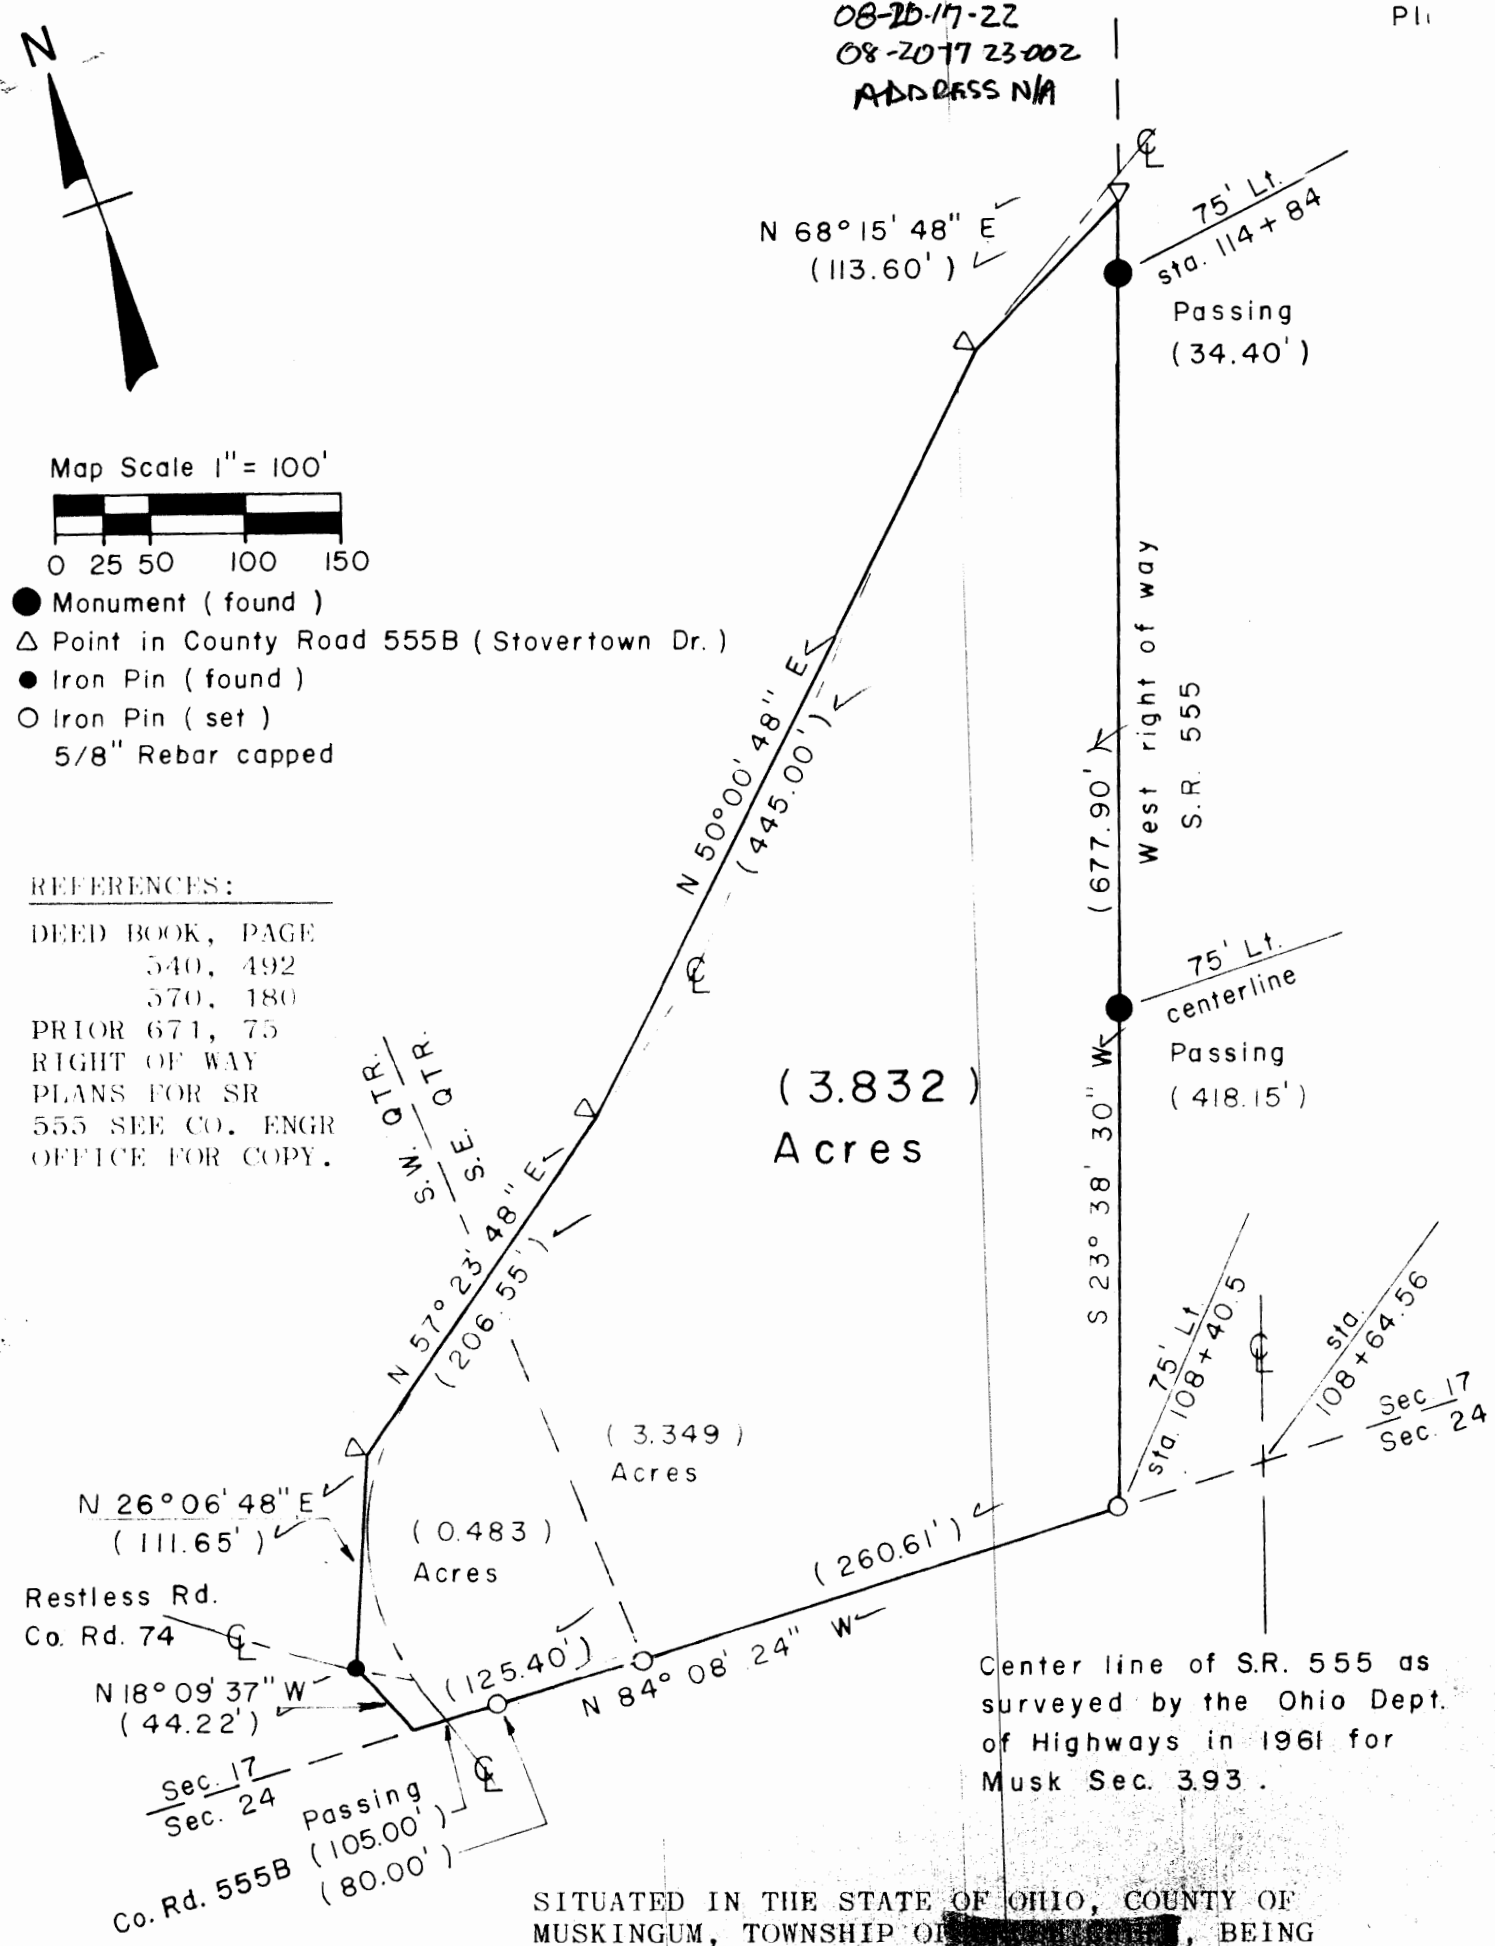 08-20-17-22
08-2017 23-002
ADDRESS N/A
N
N 68° 15' 48" E
(113.60')
75' Lt.
sta. 114+84
Passing
(34.40')
Map Scale 1" = 100'
0 25 50 100 150
Monument (found)
Point in County Road 555B (Stovertown Dr.)
Iron Pin (found)
Iron Pin (set)
5/8" Rebar capped
N 50° 00' 48" E
(445.00')
(677.90')
West right of way
S.R. 555
REFERENCES:
DEED BOOK, PAGE
540, 492
570, 180
PRIOR 671, 75
RIGHT OF WAY
PLANS FOR SR
555 SEE CO. ENGR
OFFICE FOR COPY.
75' Lt.
centerline
Passing
(418.15')
S.W. QTR.
S.E. QTR.
(3.832)
Acres
S 23° 38' 30" W
N 57° 23' 48" E
(206.55')
75' Lt.
sta. 108+40.5
sta.
108+64.56
Sec. 17
Sec. 24
(3.349)
Acres
N 26° 06' 48" E
(111.65')
(0.483)
Acres
Restless Rd.
Co. Rd. 74
(260.61')
N 84° 08' 24" W
(125.40')
N 18° 09' 37" W
(44.22')
Sec. 17
Sec. 24
Passing
Co. Rd. 555B (105.00')
(80.00')
Center line of S.R. 555 as
surveyed by the Ohio Dept.
of Highways in 1961 for
Musk Sec. 3.93.
SITUATED IN THE STATE OF OHIO, COUNTY OF
MUSKINGUM, TOWNSHIP OF , BEING